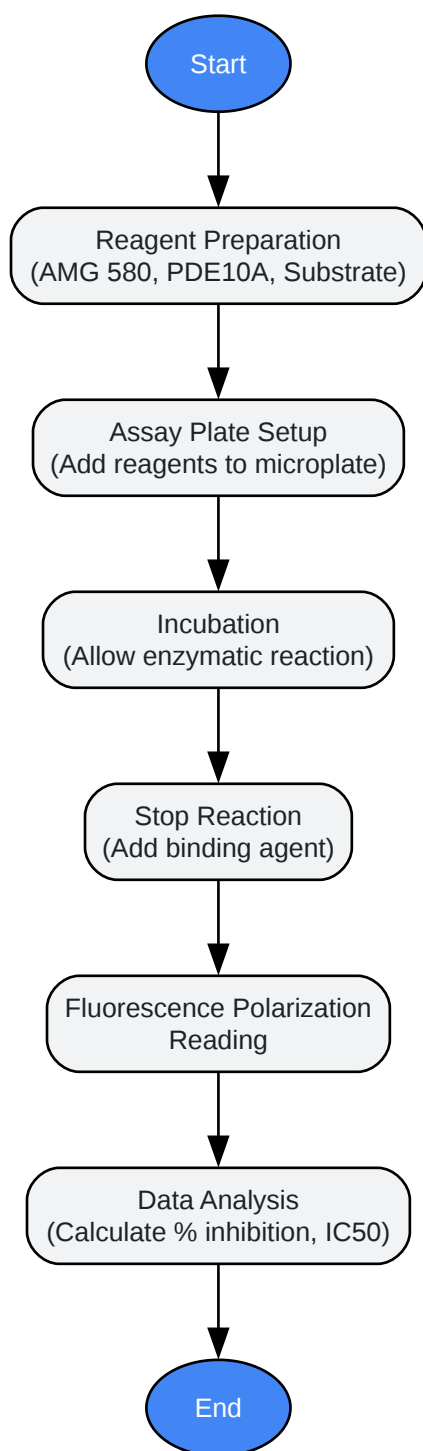 Start
Reagent Preparation
(AMG 580, PDE10A, Substrate)
Assay Plate Setup
(Add reagents to microplate)
Incubation
(Allow enzymatic reaction)
Stop Reaction
(Add binding agent)
Fluorescence Polarization
Reading
Data Analysis
(Calculate % inhibition, IC50)
End